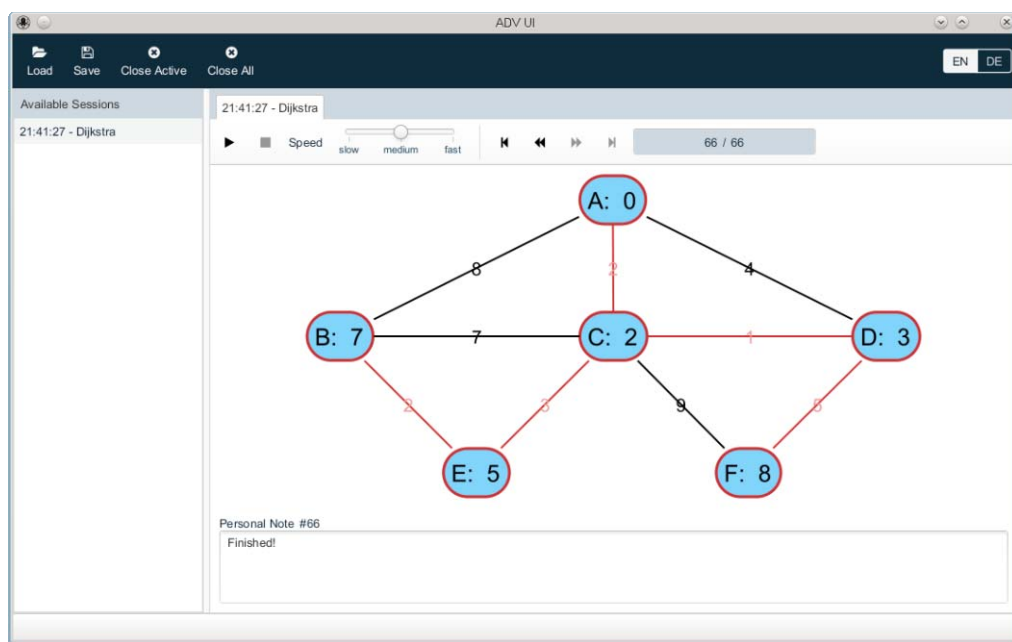 ADV UI
Load Save Close Active Close All EN DE
Available Sessions
21:41:27 - Dijkstra
21:41:27 - Dijkstra
Speed slow medium fast 66 / 66
A: 0
8 2 4
B: 7 7 C: 2 1 D: 3
2 3 9 5
E: 5 F: 8
Personal Note #66
Finished!